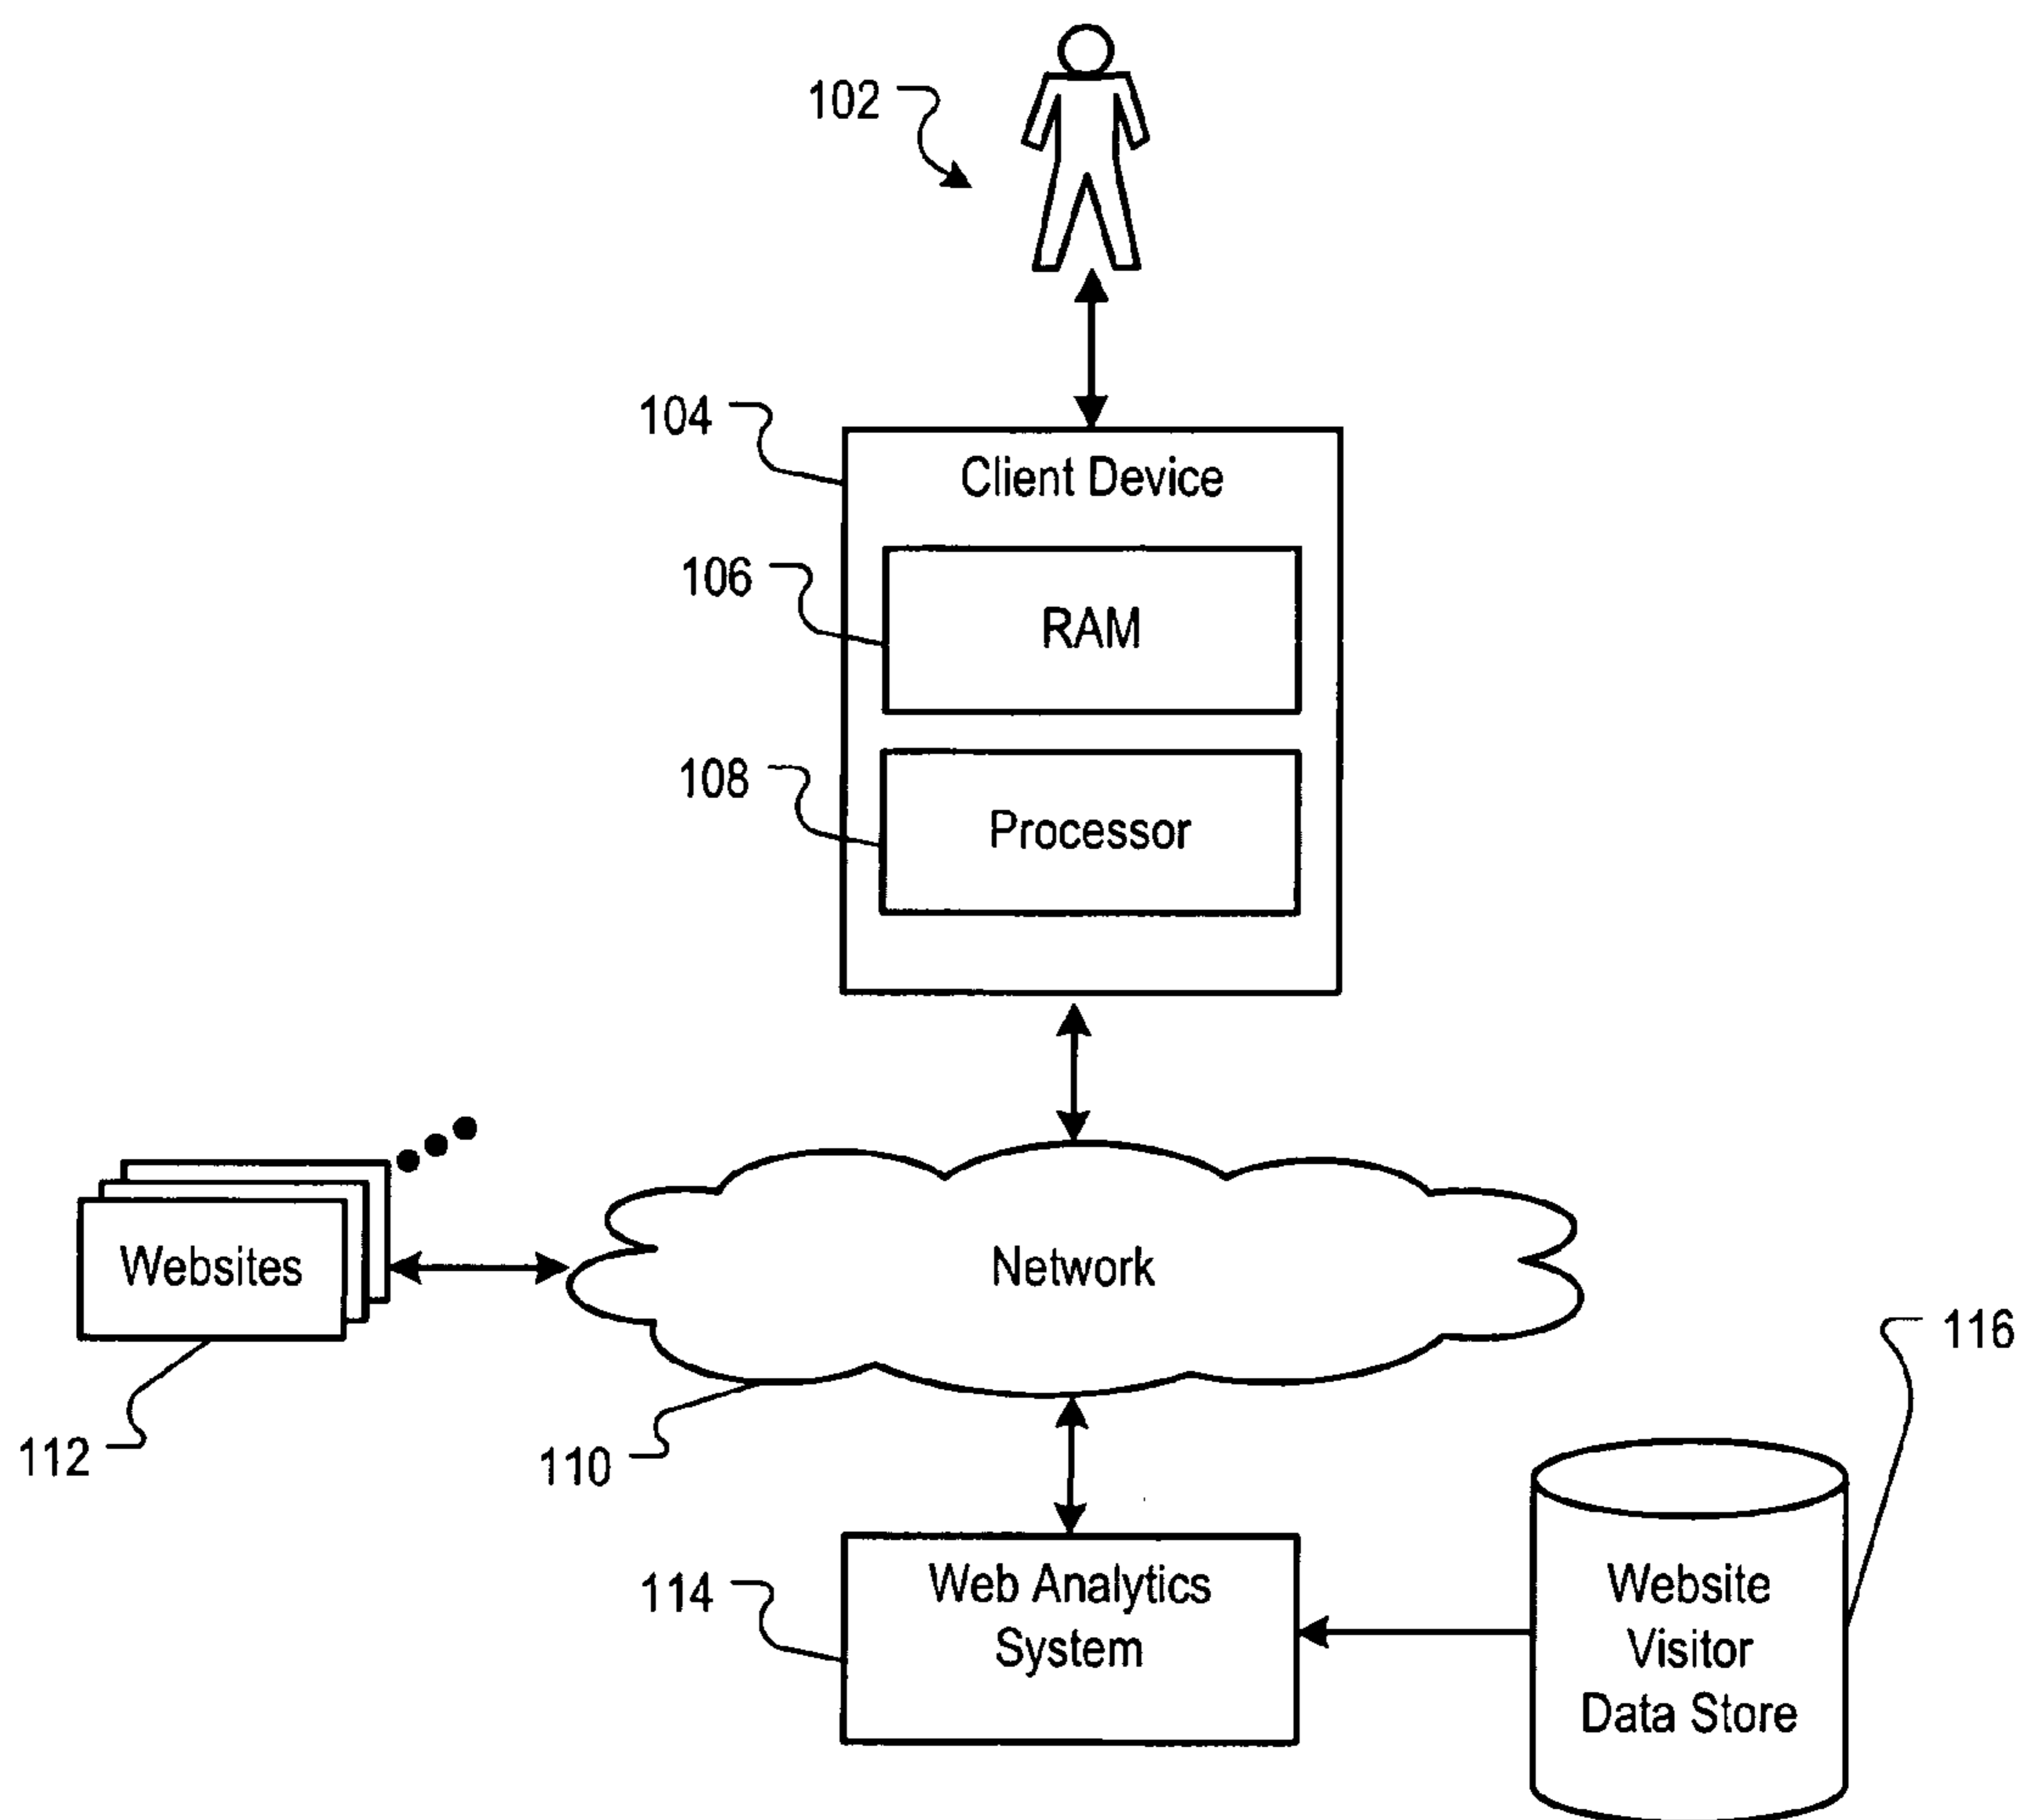 102
104
Client Device
106
RAM
108
Processor
Websites
Network
116
112
110
114
Web Analytics
System
Website
Visitor
Data Store